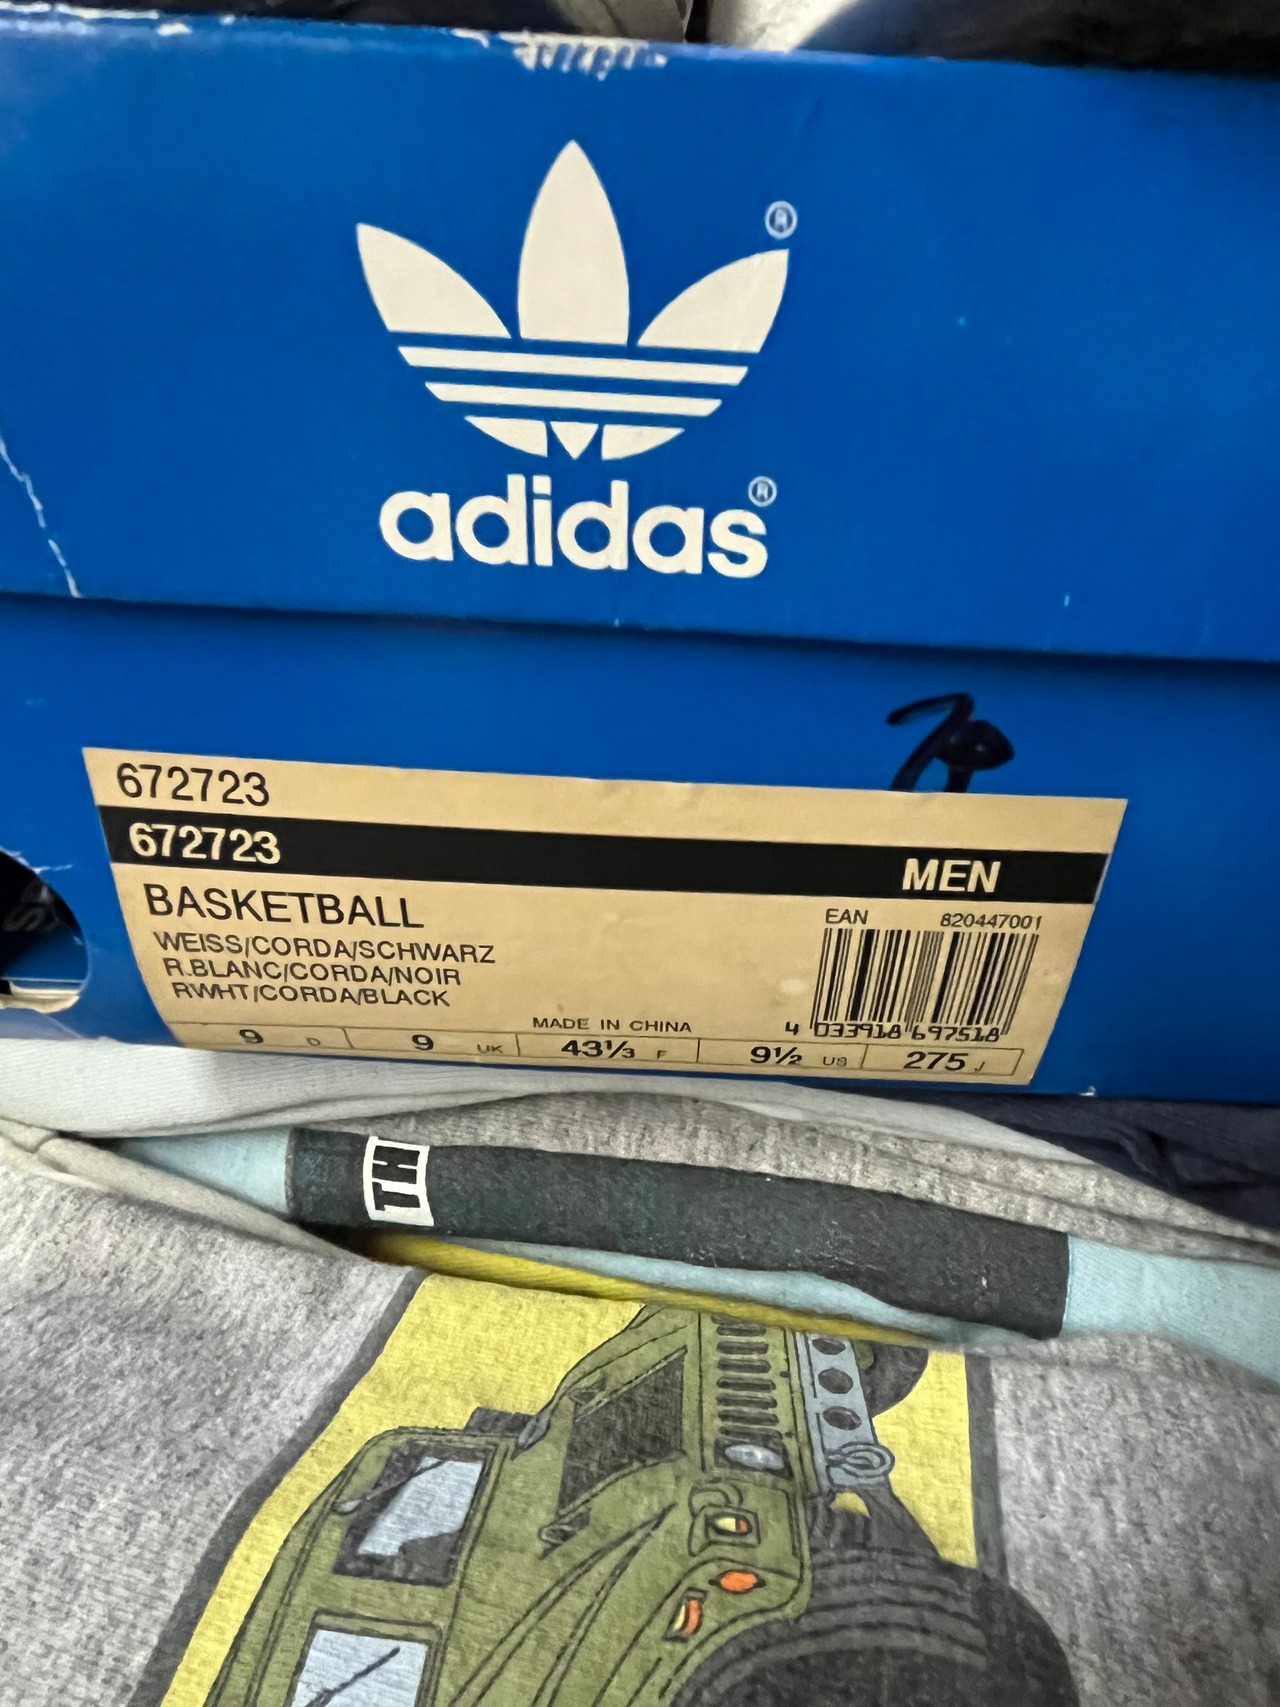 ®
adidas®
672723
672723 MEN
BASKETBALL
WEISS/CORDA/SCHWARZ
R.BLANC/CORDA/NOIR
RWHT/CORDA/BLACK
EAN 820447001
4 033918 697518
MADE IN CHINA
9 D 9 UK 43⅓ F 9½ US 275 J
TH